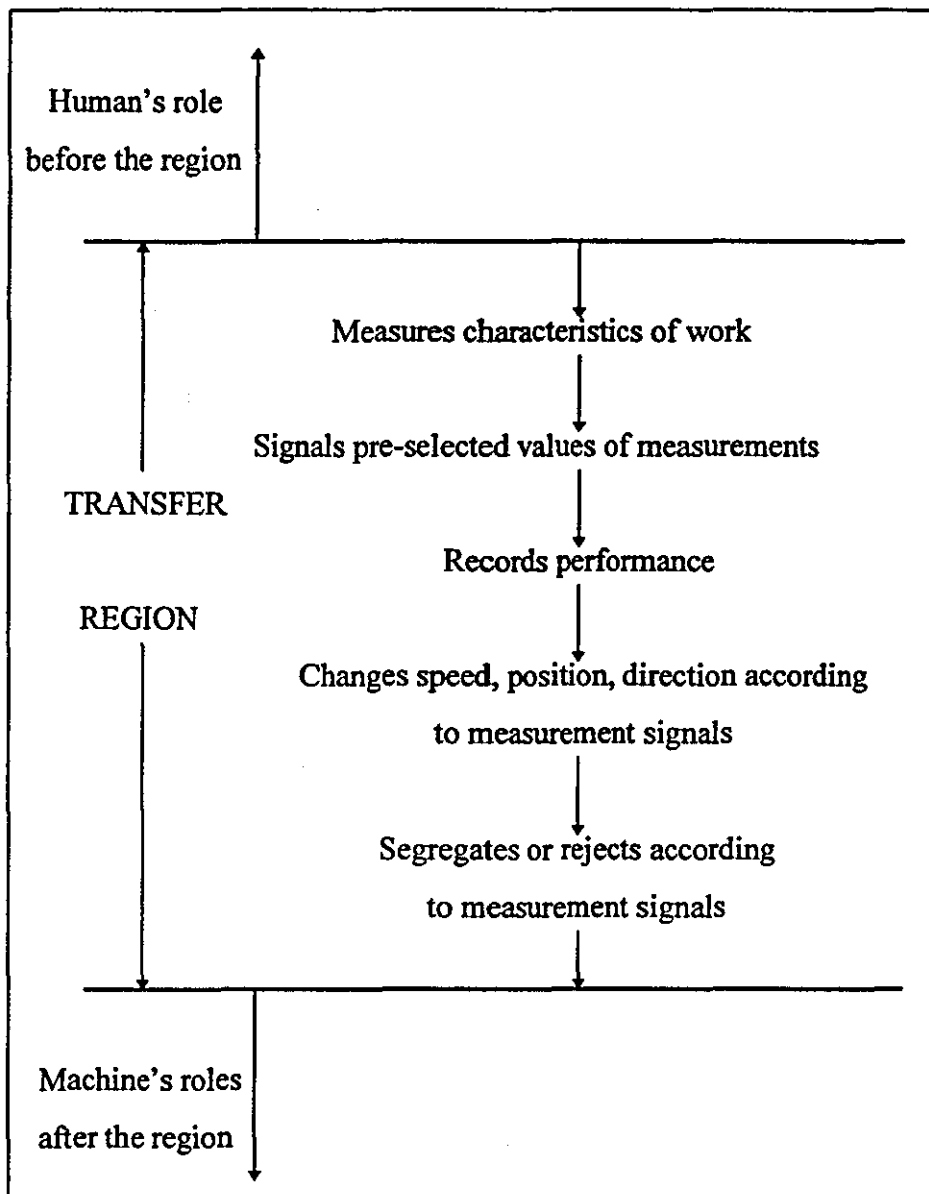 Human's role
before the region
Measures characteristics of work
Signals pre-selected values of measurements
TRANSFER
Records performance
REGION
Changes speed, position, direction according
to measurement signals
Segregates or rejects according
to measurement signals
Machine's roles
after the region